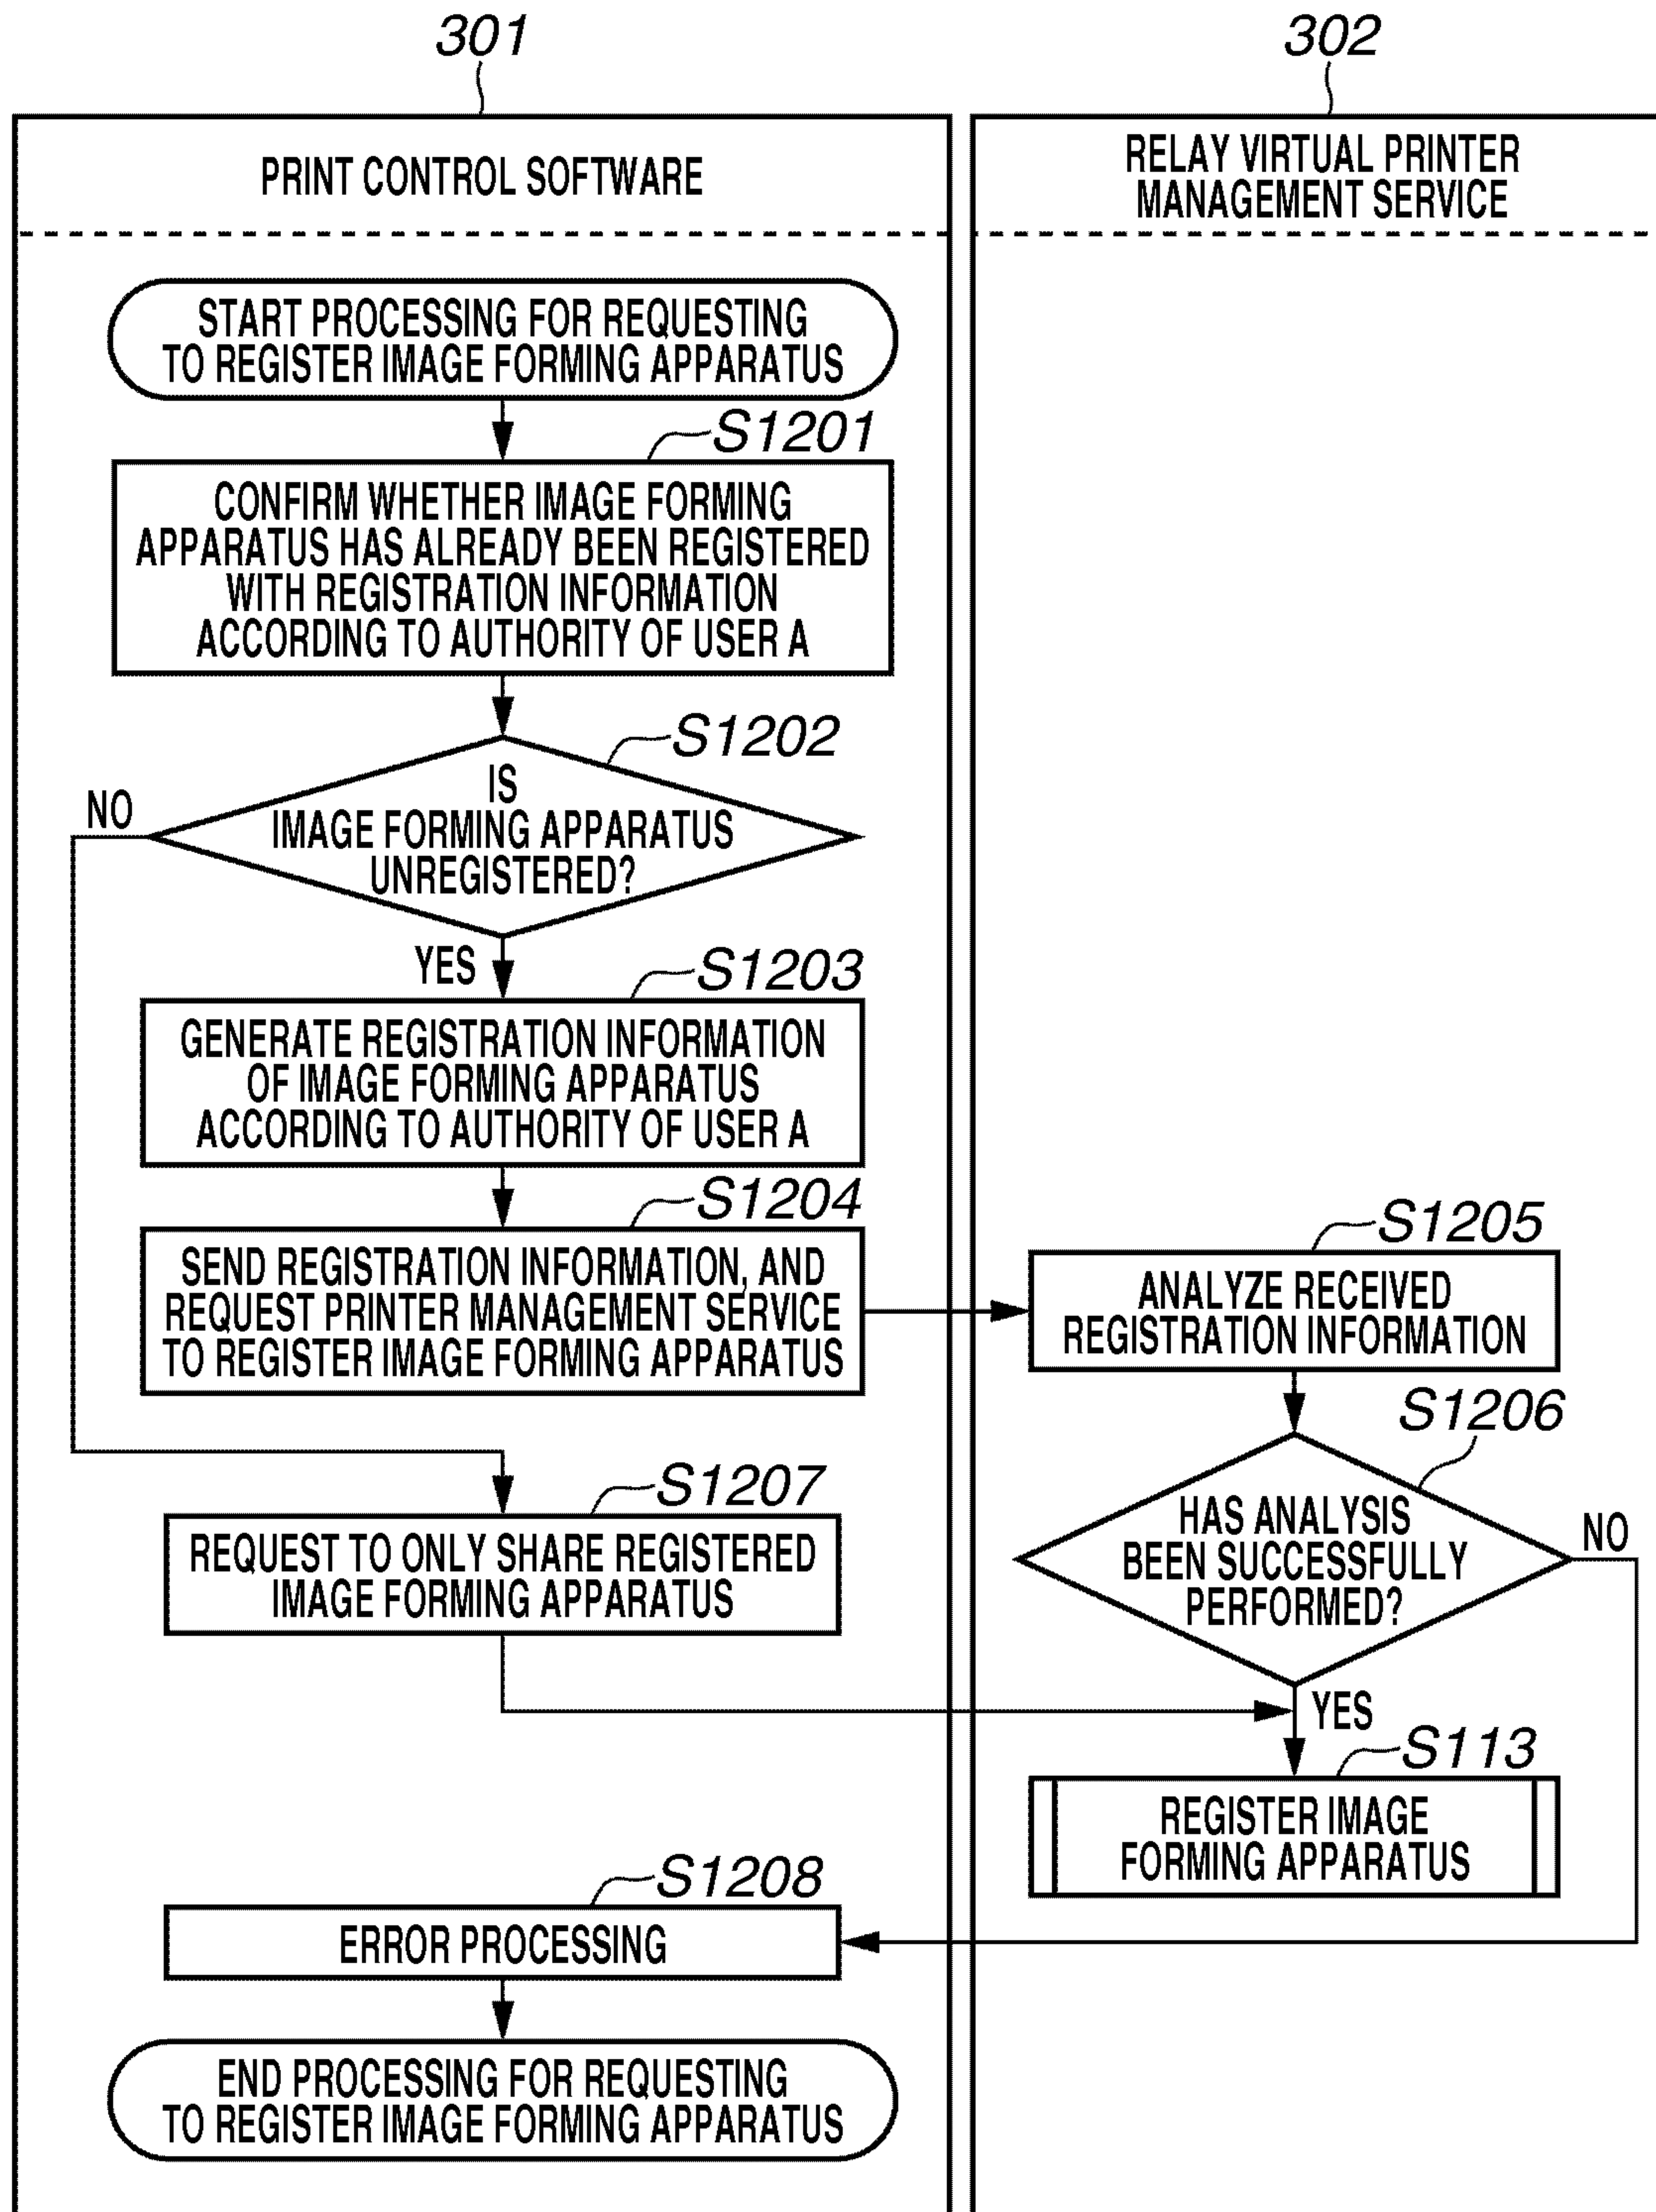 301
302
PRINT CONTROL SOFTWARE
RELAY VIRTUAL PRINTER
MANAGEMENT SERVICE
START PROCESSING FOR REQUESTING
TO REGISTER IMAGE FORMING APPARATUS
S1201
CONFIRM WHETHER IMAGE FORMING
APPARATUS HAS ALREADY BEEN REGISTERED
WITH REGISTRATION INFORMATION
ACCORDING TO AUTHORITY OF USER A
S1202
IS
IMAGE FORMING APPARATUS
UNREGISTERED?
NO
YES
S1203
GENERATE REGISTRATION INFORMATION
OF IMAGE FORMING APPARATUS
ACCORDING TO AUTHORITY OF USER A
S1204
SEND REGISTRATION INFORMATION, AND
REQUEST PRINTER MANAGEMENT SERVICE
TO REGISTER IMAGE FORMING APPARATUS
S1205
ANALYZE RECEIVED
REGISTRATION INFORMATION
S1206
HAS ANALYSIS
BEEN SUCCESSFULLY
PERFORMED?
NO
YES
S1207
REQUEST TO ONLY SHARE REGISTERED
IMAGE FORMING APPARATUS
S113
REGISTER IMAGE
FORMING APPARATUS
S1208
ERROR PROCESSING
END PROCESSING FOR REQUESTING
TO REGISTER IMAGE FORMING APPARATUS